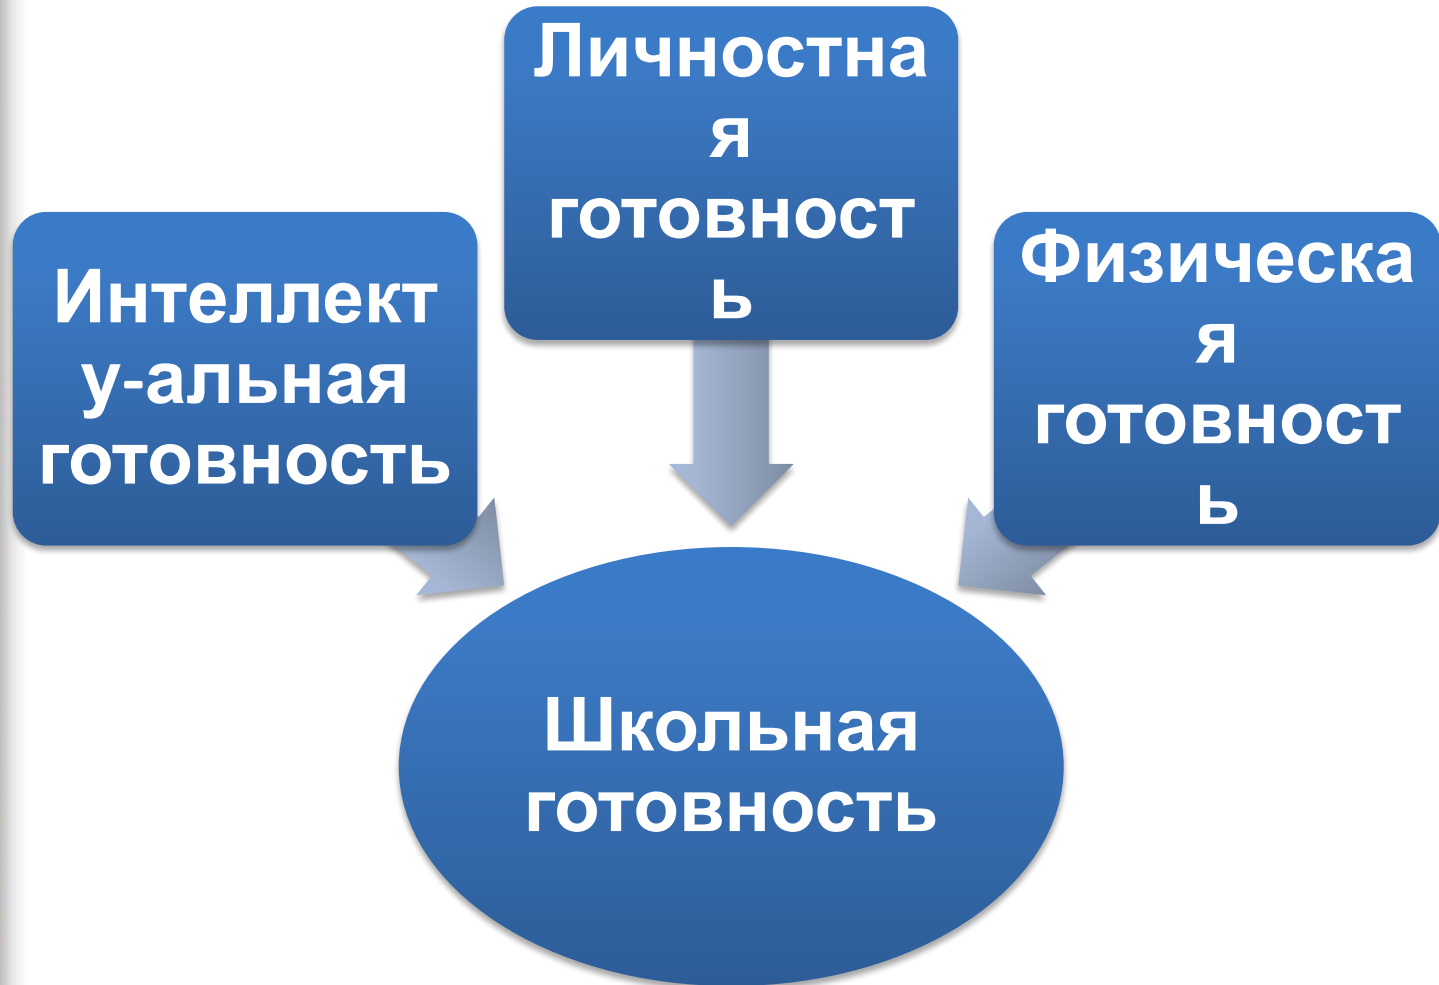 Личностна
я
готовност
ь
Интеллект
у-альная
готовность
Физическа
я
готовност
ь
Школьная
готовность